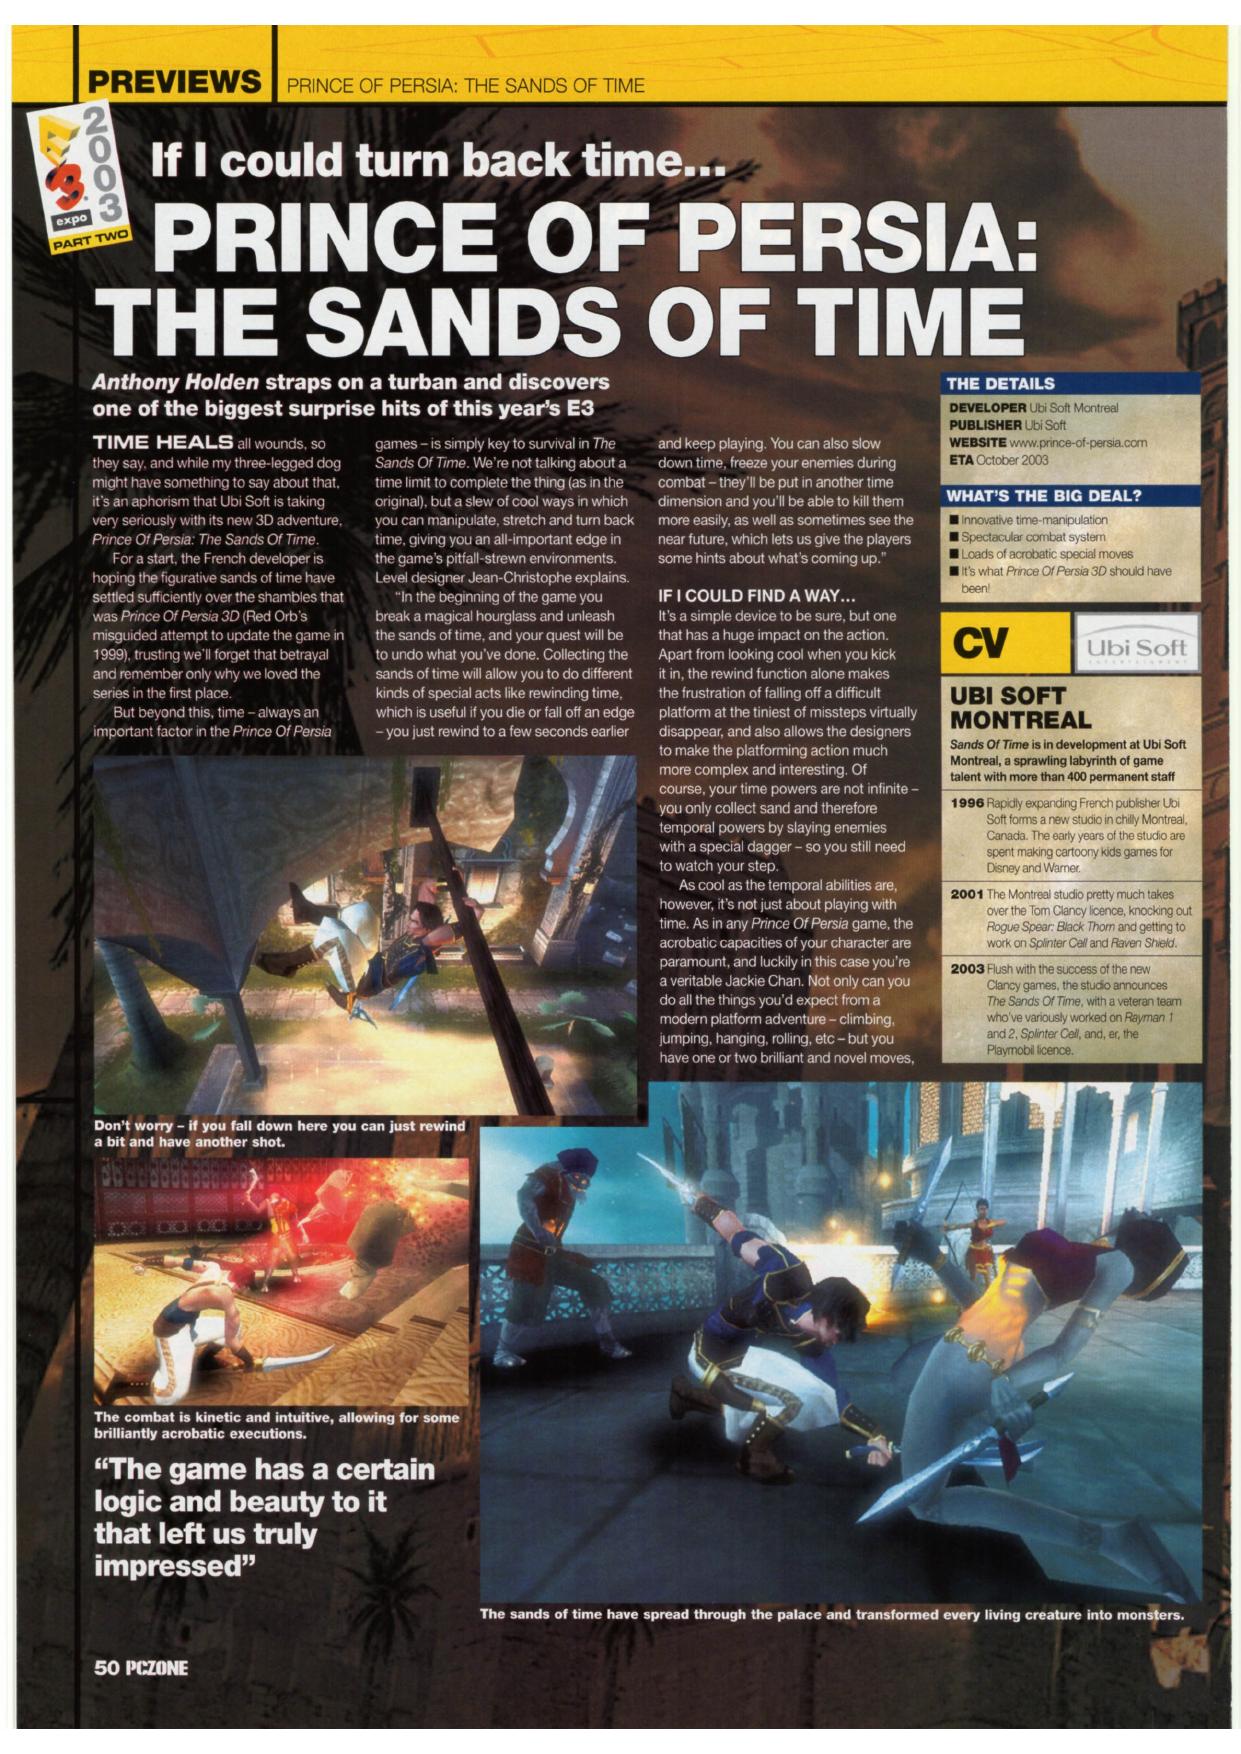 PREVIEWS
PRINCE OF PERSIA: THE SANDS OF TIME
E3
2003
expo
PART TWO
If I could turn back time...
PRINCE OF PERSIA:
THE SANDS OF TIME
Anthony Holden straps on a turban and discovers
one of the biggest surprise hits of this year's E3
TIME HEALS all wounds, so
they say, and while my three-legged dog
might have something to say about that,
it's an aphorism that Ubi Soft is taking
very seriously with its new 3D adventure,
Prince Of Persia: The Sands Of Time.
For a start, the French developer is
hoping the figurative sands of time have
settled sufficiently over the shambles that
was Prince Of Persia 3D (Red Orb's
misguided attempt to update the game in
1999), trusting we'll forget that betrayal
and remember only why we loved the
series in the first place.
But beyond this, time – always an
important factor in the Prince Of Persia
games – is simply key to survival in The
Sands Of Time. We're not talking about a
time limit to complete the thing (as in the
original), but a slew of cool ways in which
you can manipulate, stretch and turn back
time, giving you an all-important edge in
the game's pitfall-strewn environments.
Level designer Jean-Christophe explains.
"In the beginning of the game you
break a magical hourglass and unleash
the sands of time, and your quest will be
to undo what you've done. Collecting the
sands of time will allow you to do different
kinds of special acts like rewinding time,
which is useful if you die or fall off an edge
– you just rewind to a few seconds earlier
and keep playing. You can also slow
down time, freeze your enemies during
combat – they'll be put in another time
dimension and you'll be able to kill them
more easily, as well as sometimes see the
near future, which lets us give the players
some hints about what's coming up."
IF I COULD FIND A WAY...
It's a simple device to be sure, but one
that has a huge impact on the action.
Apart from looking cool when you kick
it in, the rewind function alone makes
the frustration of falling off a difficult
platform at the tiniest of missteps virtually
disappear, and also allows the designers
to make the platforming action much
more complex and interesting. Of
course, your time powers are not infinite –
you only collect sand and therefore
temporal powers by slaying enemies
with a special dagger – so you still need
to watch your step.
As cool as the temporal abilities are,
however, it's not just about playing with
time. As in any Prince Of Persia game, the
acrobatic capacities of your character are
paramount, and luckily in this case you're
a veritable Jackie Chan. Not only can you
do all the things you'd expect from a
modern platform adventure – climbing,
jumping, hanging, rolling, etc – but you
have one or two brilliant and novel moves,
THE DETAILS
DEVELOPER Ubi Soft Montreal
PUBLISHER Ubi Soft
WEBSITE www.prince-of-persia.com
ETA October 2003
WHAT'S THE BIG DEAL?
■ Innovative time-manipulation
■ Spectacular combat system
■ Loads of acrobatic special moves
■ It's what Prince Of Persia 3D should have
been!
CV
Ubi Soft
ENTERTAINMENT
UBI SOFT
MONTREAL
Sands Of Time is in development at Ubi Soft
Montreal, a sprawling labyrinth of game
talent with more than 400 permanent staff
1996 Rapidly expanding French publisher Ubi
Soft forms a new studio in chilly Montreal,
Canada. The early years of the studio are
spent making cartoony kids games for
Disney and Warner.
2001 The Montreal studio pretty much takes
over the Tom Clancy licence, knocking out
Rogue Spear: Black Thorn and getting to
work on Splinter Cell and Raven Shield.
2003 Flush with the success of the new
Clancy games, the studio announces
The Sands Of Time, with a veteran team
who've variously worked on Rayman 1
and 2, Splinter Cell, and, er, the
Playmobil licence.
Don't worry – if you fall down here you can just rewind
a bit and have another shot.
The combat is kinetic and intuitive, allowing for some
brilliantly acrobatic executions.
"The game has a certain
logic and beauty to it
that left us truly
impressed"
The sands of time have spread through the palace and transformed every living creature into monsters.
50 PCZONE